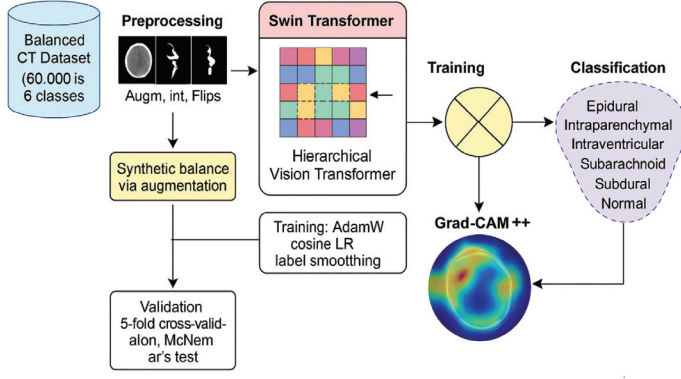 Balanced
CT Dataset
(60.000 is
6 classes
Preprocessing
Augm, int, Flips
Synthetic balance
via augmentation
Swin Transformer
Hierarchical
Vision Transformer
Training: AdamW
cosine LR
label smootthing
Validation
5-fold cross-valid-
alon, McNem
ar's test
Training
Classification
Epidural
Intraparenchymal
Intraventricular
Subarachnoid
Subdural
Normal
Grad-CAM ++